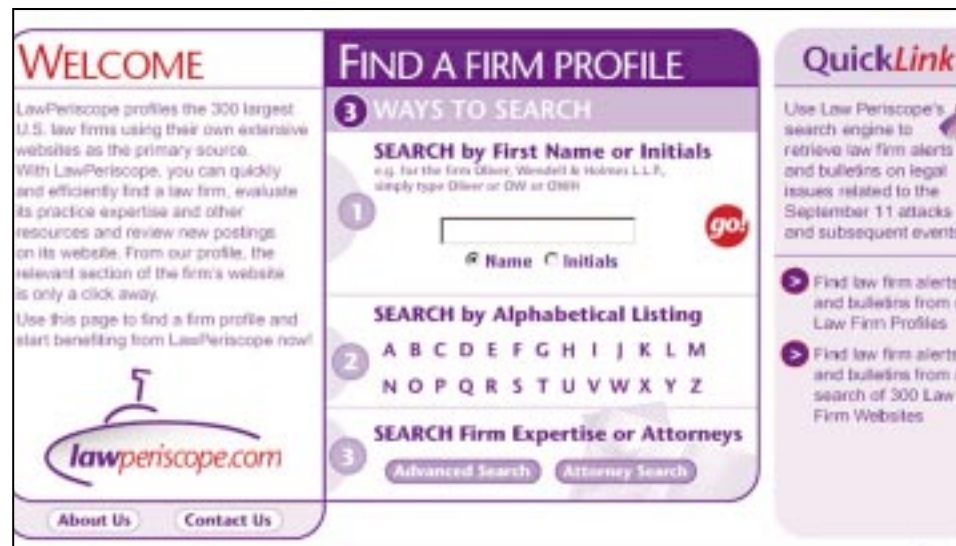 WELCOME
LawPeriscope profiles the 300 largest
U.S. law firms using their own extensive
websites as the primary source.
With LawPeriscope, you can quickly
and efficiently find a law firm, evaluate
its practice expertise and other
resources and review new postings
on its website. From our profile, the
relevant section of the firm's website
is only a click away.
Use this page to find a firm profile and
start benefiting from LawPeriscope now!
lawperiscope.com
About Us
Contact Us
FIND A FIRM PROFILE
3 WAYS TO SEARCH
SEARCH by First Name or Initials
e.g. for the firm Oliver, Wendell & Holmes L.L.P.,
simply type Oliver or OW or OWH
1
go!
Name Initials
SEARCH by Alphabetical Listing
2
A B C D E F G H I J K L M
N O P Q R S T U V W X Y Z
SEARCH Firm Expertise or Attorneys
3
Advanced Search
Attorney Search
QuickLink
Use Law Periscope's
search engine to
retrieve law firm alerts
and bulletins on legal
issues related to the
September 11 attacks
and subsequent events
Find law firm alerts
and bulletins from
Law Firm Profiles
Find law firm alerts
and bulletins from
search of 300 Law
Firm Websites